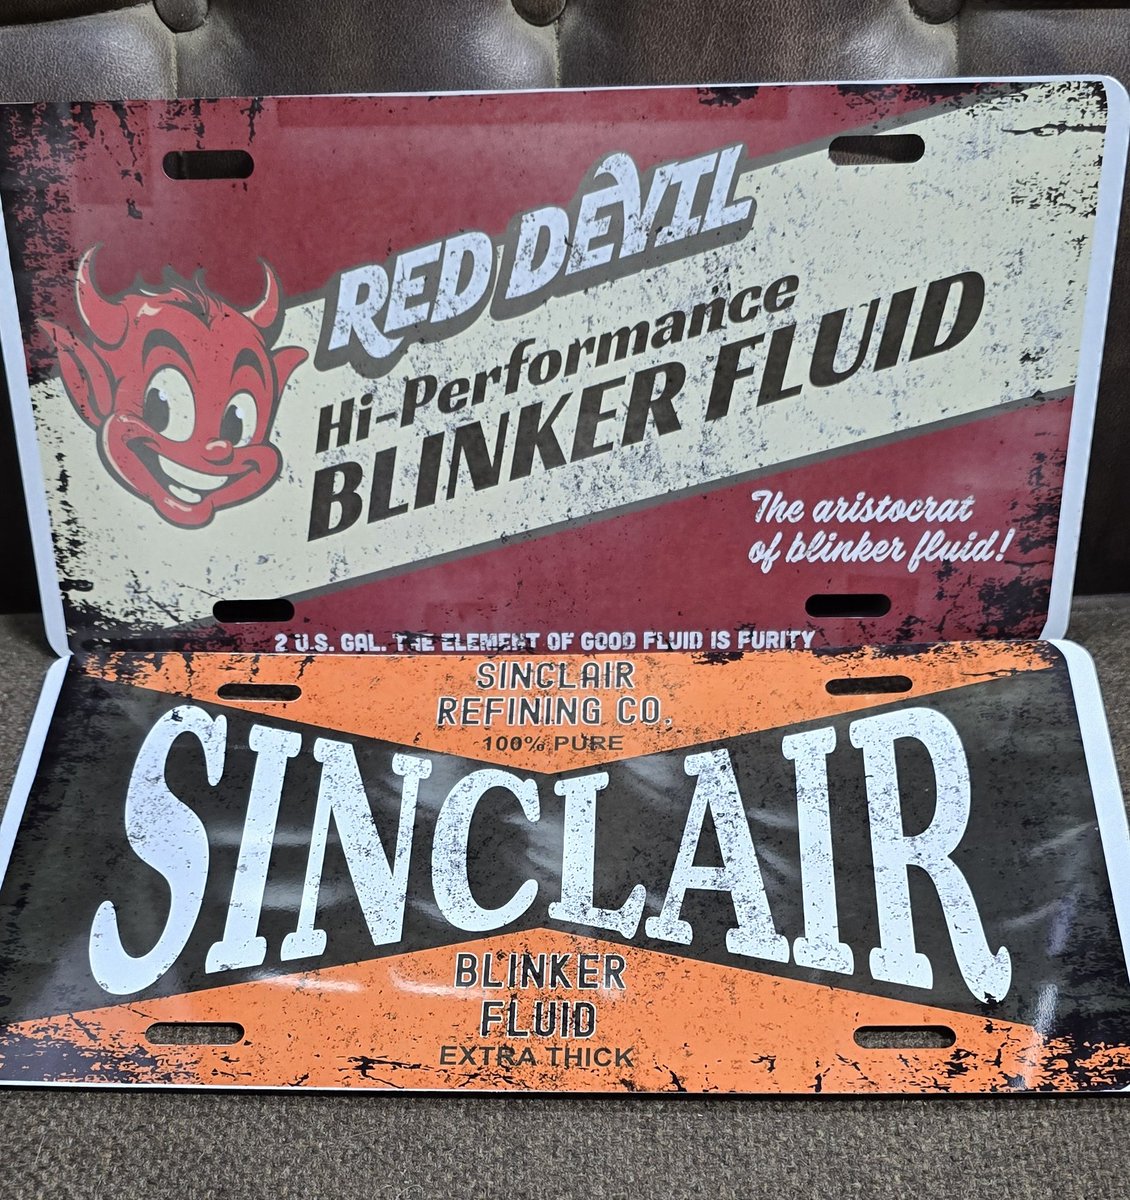 RED DEVIL
Hi-Performance
BLINKER FLUID
The aristocrat
of blinker fluid!
2 U.S. GAL. THE ELEMENT OF GOOD FLUID IS PURITY
SINCLAIR
REFINING CO.
100% PURE
SINCLAIR
BLINKER
FLUID
EXTRA THICK